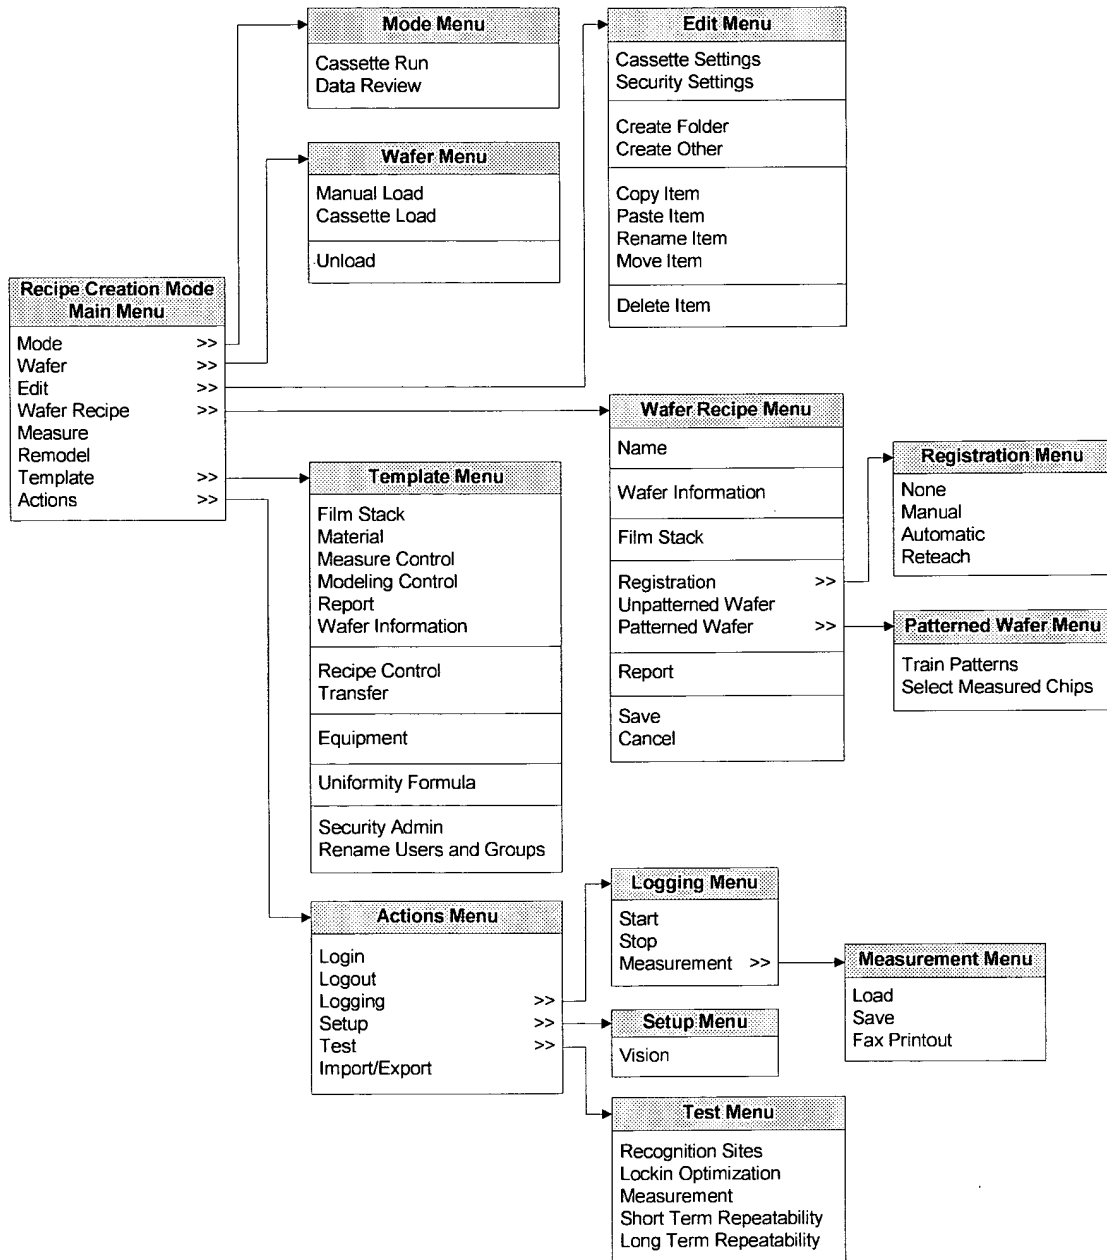 Mode Menu
Cassette Run
Data Review
Edit Menu
Cassette Settings
Security Settings
Create Folder
Create Other
Copy Item
Paste Item
Rename Item
Move Item
Delete Item
Wafer Menu
Manual Load
Cassette Load
Unload
Recipe Creation Mode
Main Menu
Mode >>
Wafer >>
Edit >>
Wafer Recipe >>
Measure
Remodel
Template >>
Actions >>
Wafer Recipe Menu
Name
Wafer Information
Film Stack
Registration >>
Unpatterned Wafer
Patterned Wafer >>
Report
Save
Cancel
Registration Menu
None
Manual
Automatic
Reteach
Patterned Wafer Menu
Train Patterns
Select Measured Chips
Template Menu
Film Stack
Material
Measure Control
Modeling Control
Report
Wafer Information
Recipe Control
Transfer
Equipment
Uniformity Formula
Security Admin
Rename Users and Groups
Actions Menu
Login
Logout
Logging >>
Setup >>
Test >>
Import/Export
Logging Menu
Start
Stop
Measurement >>
Measurement Menu
Load
Save
Fax Printout
Setup Menu
Vision
Test Menu
Recognition Sites
Lockin Optimization
Measurement
Short Term Repeatability
Long Term Repeatability